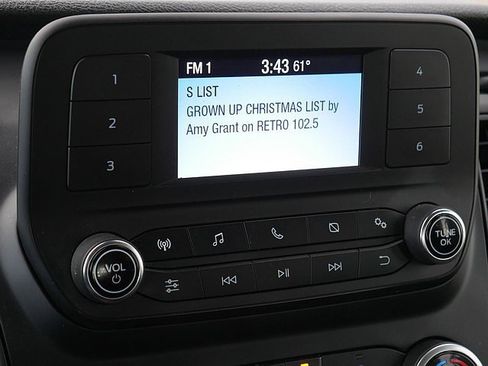 FM 1 3:43 61°
S LIST
GROWN UP CHRISTMAS LIST by
Amy Grant on RETRO 102.5
1
2
3
4
5
6
VOL
TUNE
OK